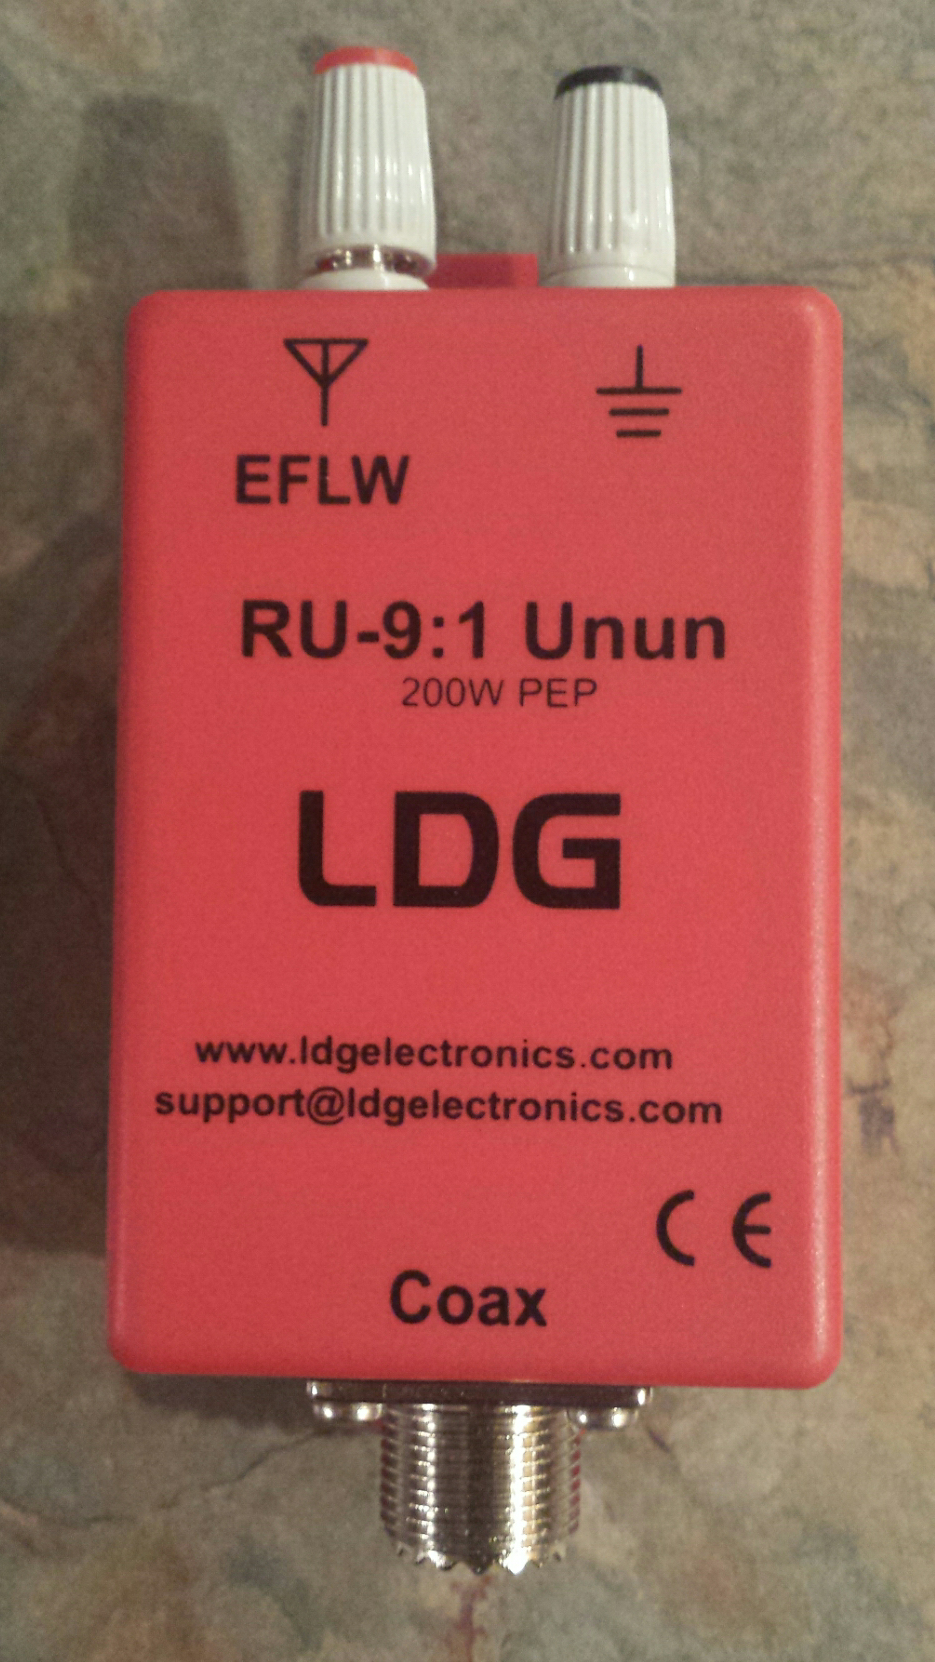 EFLW
RU-9:1 Unun
200W PEP
LDG
www.ldgelectronics.com
support@ldgelectronics.com
CE
Coax